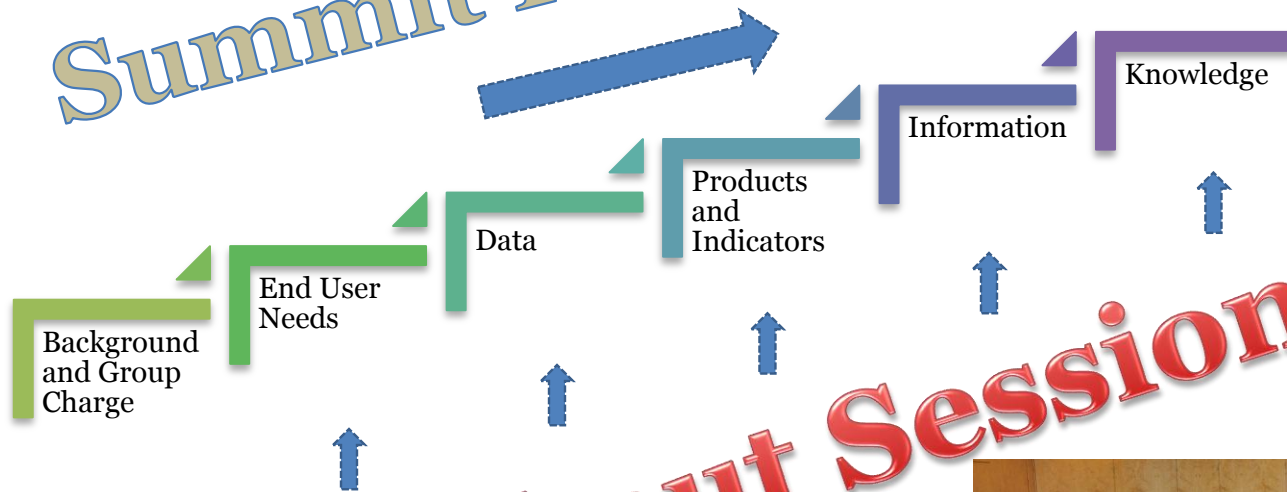 Summit
Knowledge
Information
Products
and
Indicators
Data
End User
Needs
Background
and Group
Charge
Session